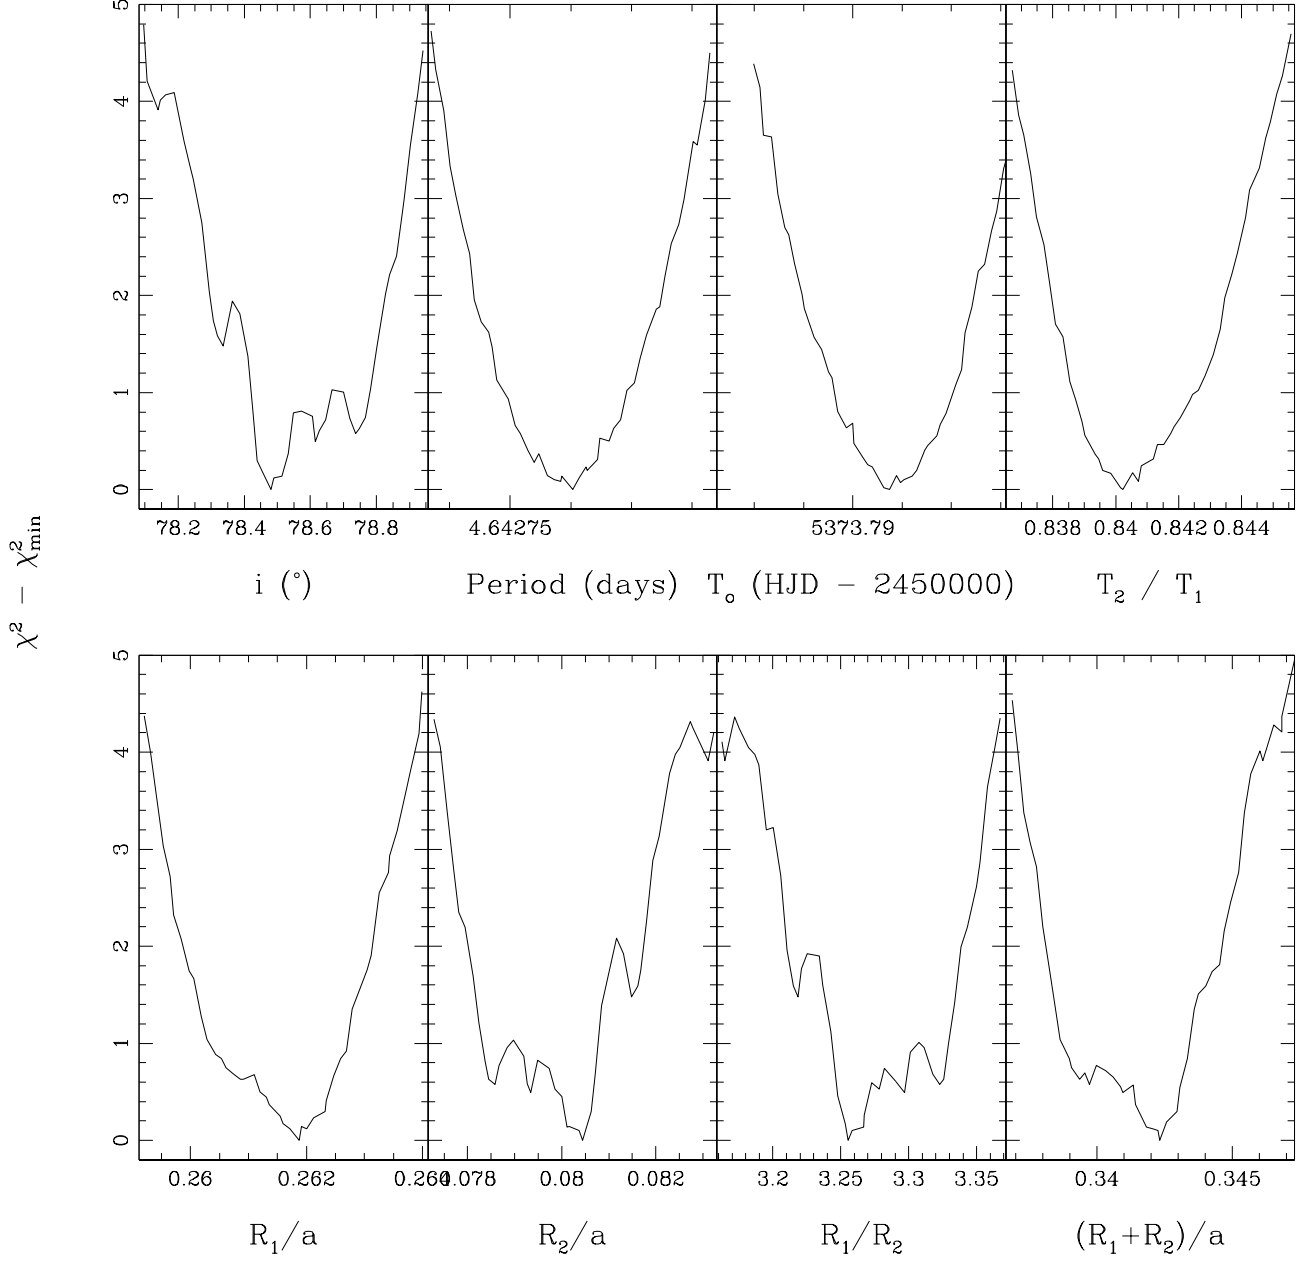 χ² − χ²min
5
4
3
2
1
0
78.2 78.4 78.6 78.8 4.64275 5373.79 0.838 0.84 0.842 0.844
i (°) Period (days) To (HJD − 2450000) T2 / T1
5
4
3
2
1
0
0.26 0.262 0.264 0.078 0.08 0.082 3.2 3.25 3.3 3.35 0.34 0.345
R1/a R2/a R1/R2 (R1+R2)/a